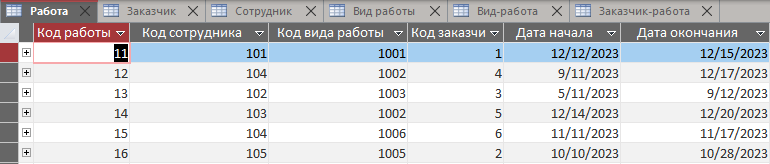 Работа Заказчик Сотрудник Вид работы Вид-работа Заказчик-работа
Код работы Код сотрудника Код вида работы Код заказчи Дата начала Дата окончания
11 101 1001 1 12/12/2023 12/15/2023
12 104 1002 4 9/11/2023 12/17/2023
13 102 1003 3 5/11/2023 9/12/2023
14 103 1002 5 12/14/2023 12/20/2023
15 104 1006 6 11/11/2023 11/17/2023
16 105 1005 2 10/10/2023 10/28/2023